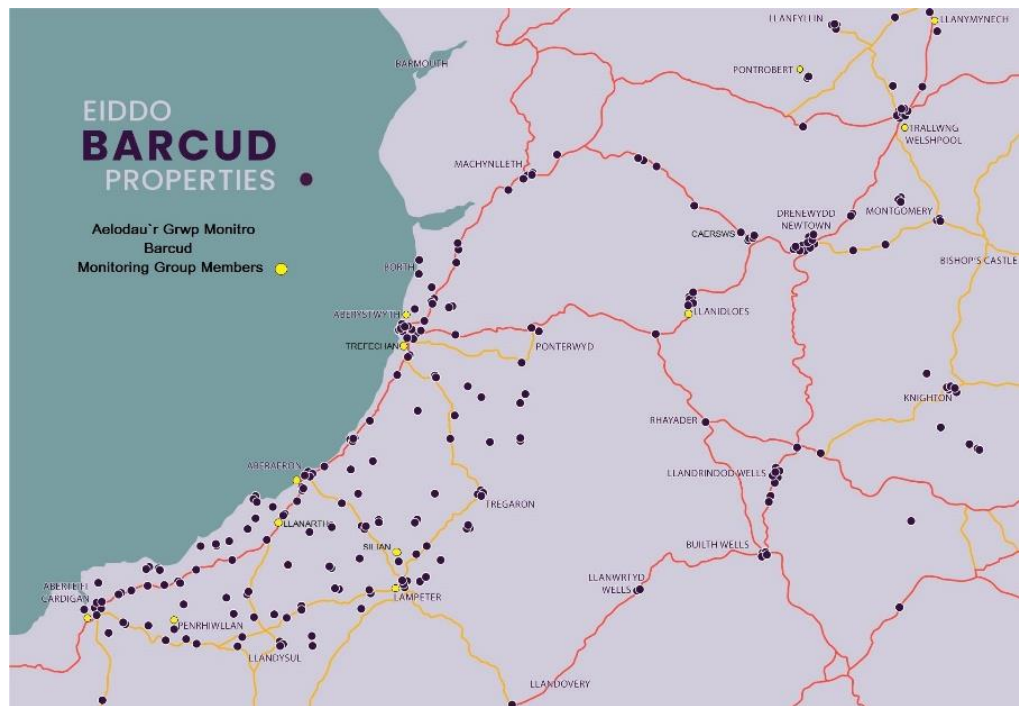 EIDDO
BARCUD
PROPERTIES
Aelodau`r Grwp Monitro
Barcud
Monitoring Group Members
LLANFYLLIN
LLANYMYNECH
BARMOUTH
PONTROBERT
TRALLWNG
WELSHPOOL
MACHYNLLETH
DRENEWYDD
NEWTOWN
MONTGOMERY
CAERSWS
BISHOP'S CASTLE
BORTH
ABERYSTWYTH
LLANIDLOES
TREFECHAN
PONTERWYD
KNIGHTON
RHAYADER
ABERAERON
LLANDRINDOD WELLS
TREGARON
LLANARTH
SILIAN
BUILTH WELLS
ABERTEIFI
CARDIGAN
LLANWRTYD
WELLS
LAMPETER
PENRHIWLLAN
LLANDYSUL
LLANDOVERY